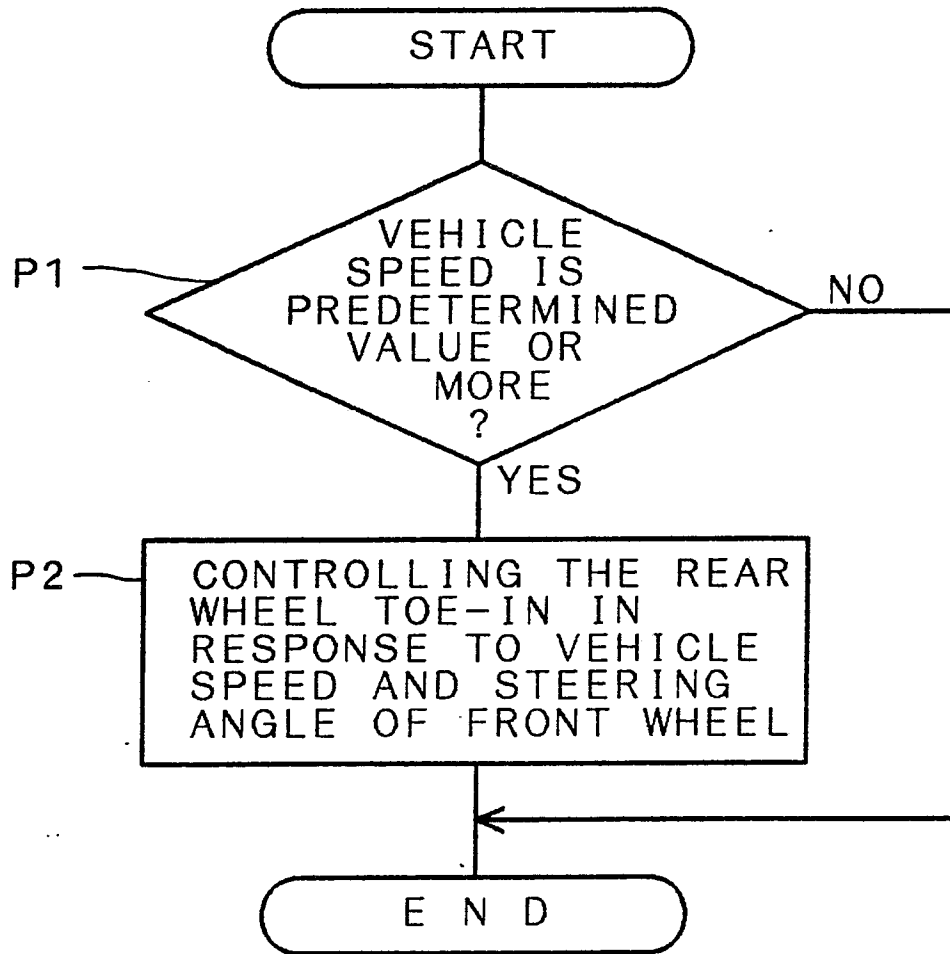 START
P1
VEHICLE
SPEED IS
PREDETERMINED
VALUE OR
MORE
?
NO
YES
P2
CONTROLLING THE REAR
WHEEL TOE-IN IN
RESPONSE TO VEHICLE
SPEED AND STEERING
ANGLE OF FRONT WHEEL
END